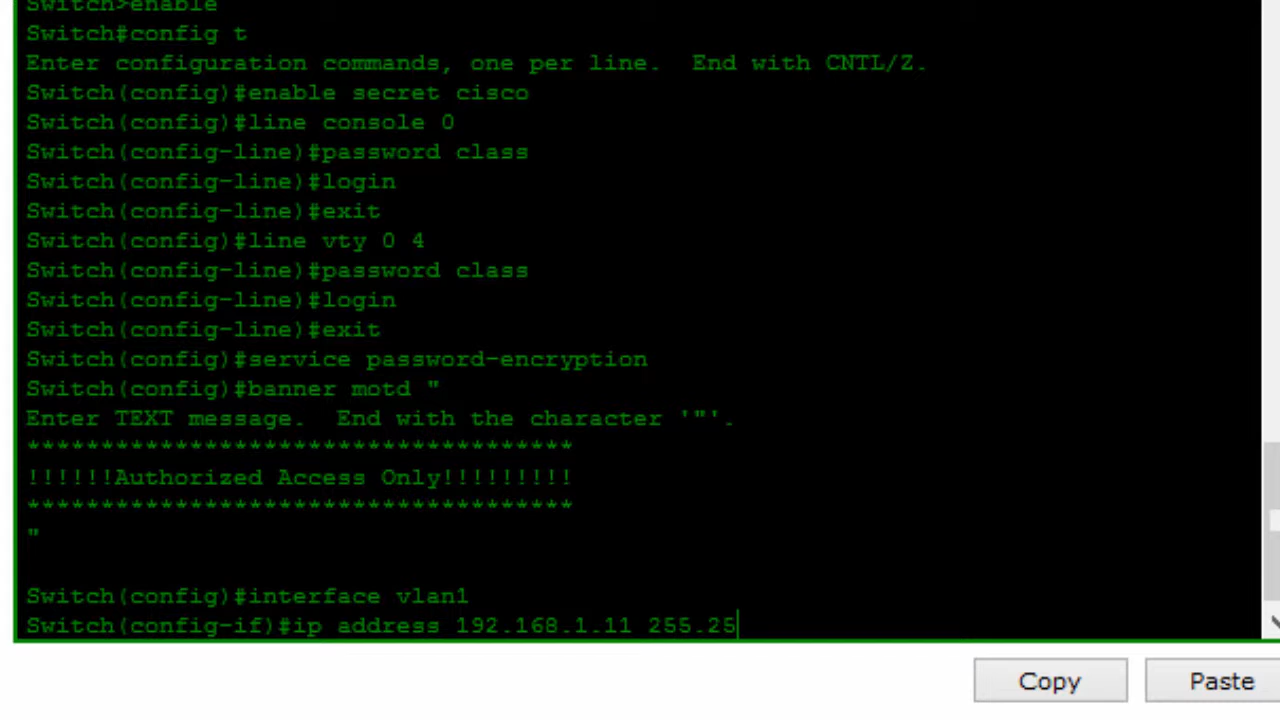 Switch>enable
Switch#config t
Enter configuration commands, one per line.  End with CNTL/Z.
Switch(config)#enable secret cisco
Switch(config)#line console 0
Switch(config-line)#password class
Switch(config-line)#login
Switch(config-line)#exit
Switch(config)#line vty 0 4
Switch(config-line)#password class
Switch(config-line)#login
Switch(config-line)#exit
Switch(config)#service password-encryption
Switch(config)#banner motd "
Enter TEXT message.  End with the character '"'.
*************************************
!!!!!!Authorized Access Only!!!!!!!!!
*************************************
"
Switch(config)#interface vlan1
Switch(config-if)#ip address 192.168.1.11 255.25
Copy Paste